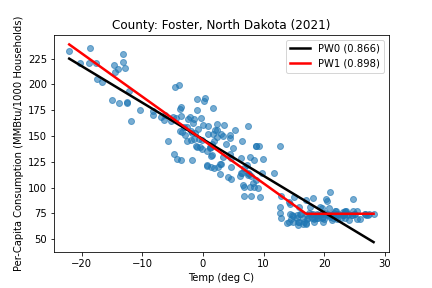 County: Foster, North Dakota (2021)
PW0 (0.866)
PW1 (0.898)
Per-Capita Consumption (MMBtu/1000 Households)
225
200
175
150
125
100
75
50
−20 −10 0 10 20 30
Temp (deg C)